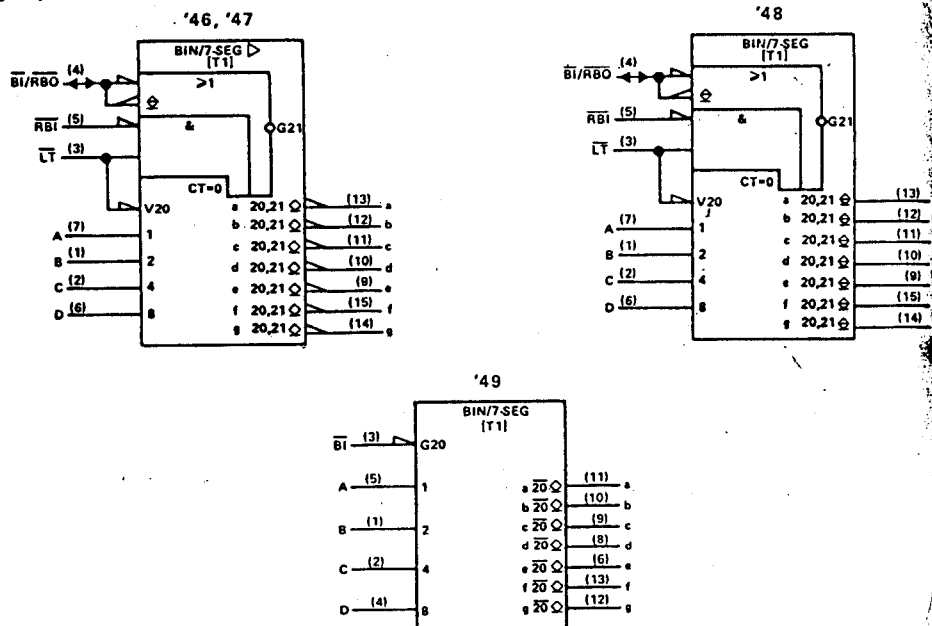 '46, '47
BIN/7-SEG ▷
[T1]
BI/RBO (4)
≥1
G21
RBI (5)
&
LT (3)
CT=0
V20
A (7) 1
B (1) 2
C (2) 4
D (6) 8
a 20,21 (13) a
b 20,21 (12) b
c 20,21 (11) c
d 20,21 (10) d
e 20,21 (9) e
f 20,21 (15) f
g 20,21 (14) g
'48
BIN/7-SEG
[T1]
BI/RBO (4)
≥1
G21
RBI (5)
&
LT (3)
CT=0
V20
A (7) 1
B (1) 2
C (2) 4
D (6) 8
a 20,21 (13)
b 20,21 (12)
c 20,21 (11)
d 20,21 (10)
e 20,21 (9)
f 20,21 (15)
g 20,21 (14)
'49
BIN/7-SEG
[T1]
BI (3) G20
A (5) 1
B (1) 2
C (2) 4
D (4) 8
a 20 (11) a
b 20 (10) b
c 20 (9) c
d 20 (8) d
e 20 (6) e
f 20 (13) f
g 20 (12) g